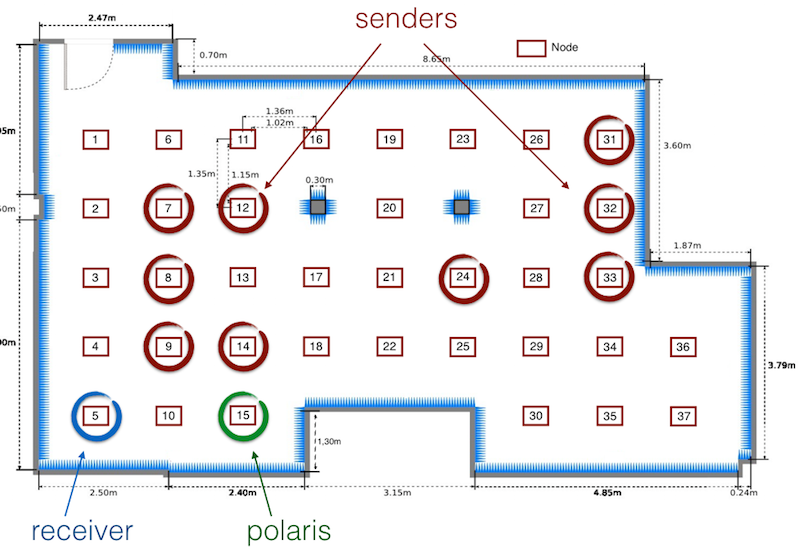 senders
2.47m
Node
0.70m
8.65m
1.36m
1.02m
1 6 11 16 19 23 26 31
3.60m
1.35m
1.15m
0.30m
2 7 12 20 27 32
1.87m
3 8 13 17 21 24 28 33
4 9 14 18 22 25 29 34 36
3.79m
5 10 15 30 35 37
1,30m
2.50m
2.40m
3.15m
4.85m
0.24m
receiver
polaris